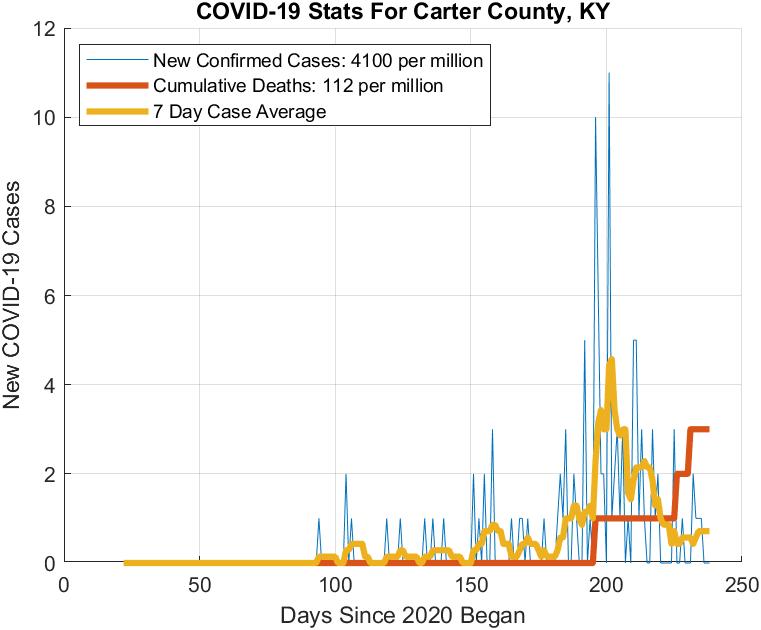 COVID-19 Stats For Carter County, KY
New Confirmed Cases: 4100 per million
Cumulative Deaths: 112 per million
7 Day Case Average
New COVID-19 Cases
12
10
8
6
4
2
0
0 50 100 150 200 250
Days Since 2020 Began